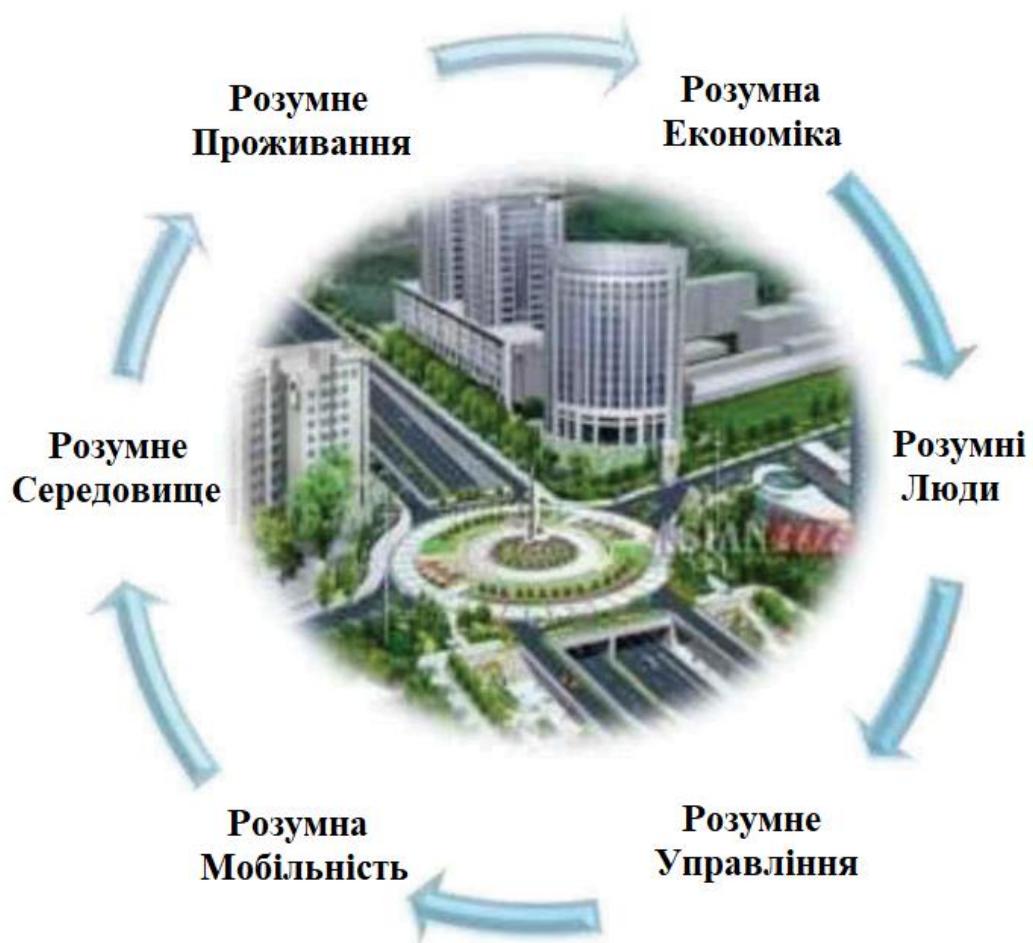 Розумне
Проживання
Розумна
Економіка
Розумні
Люди
Розумне
Управління
Розумна
Мобільність
Розумне
Середовище